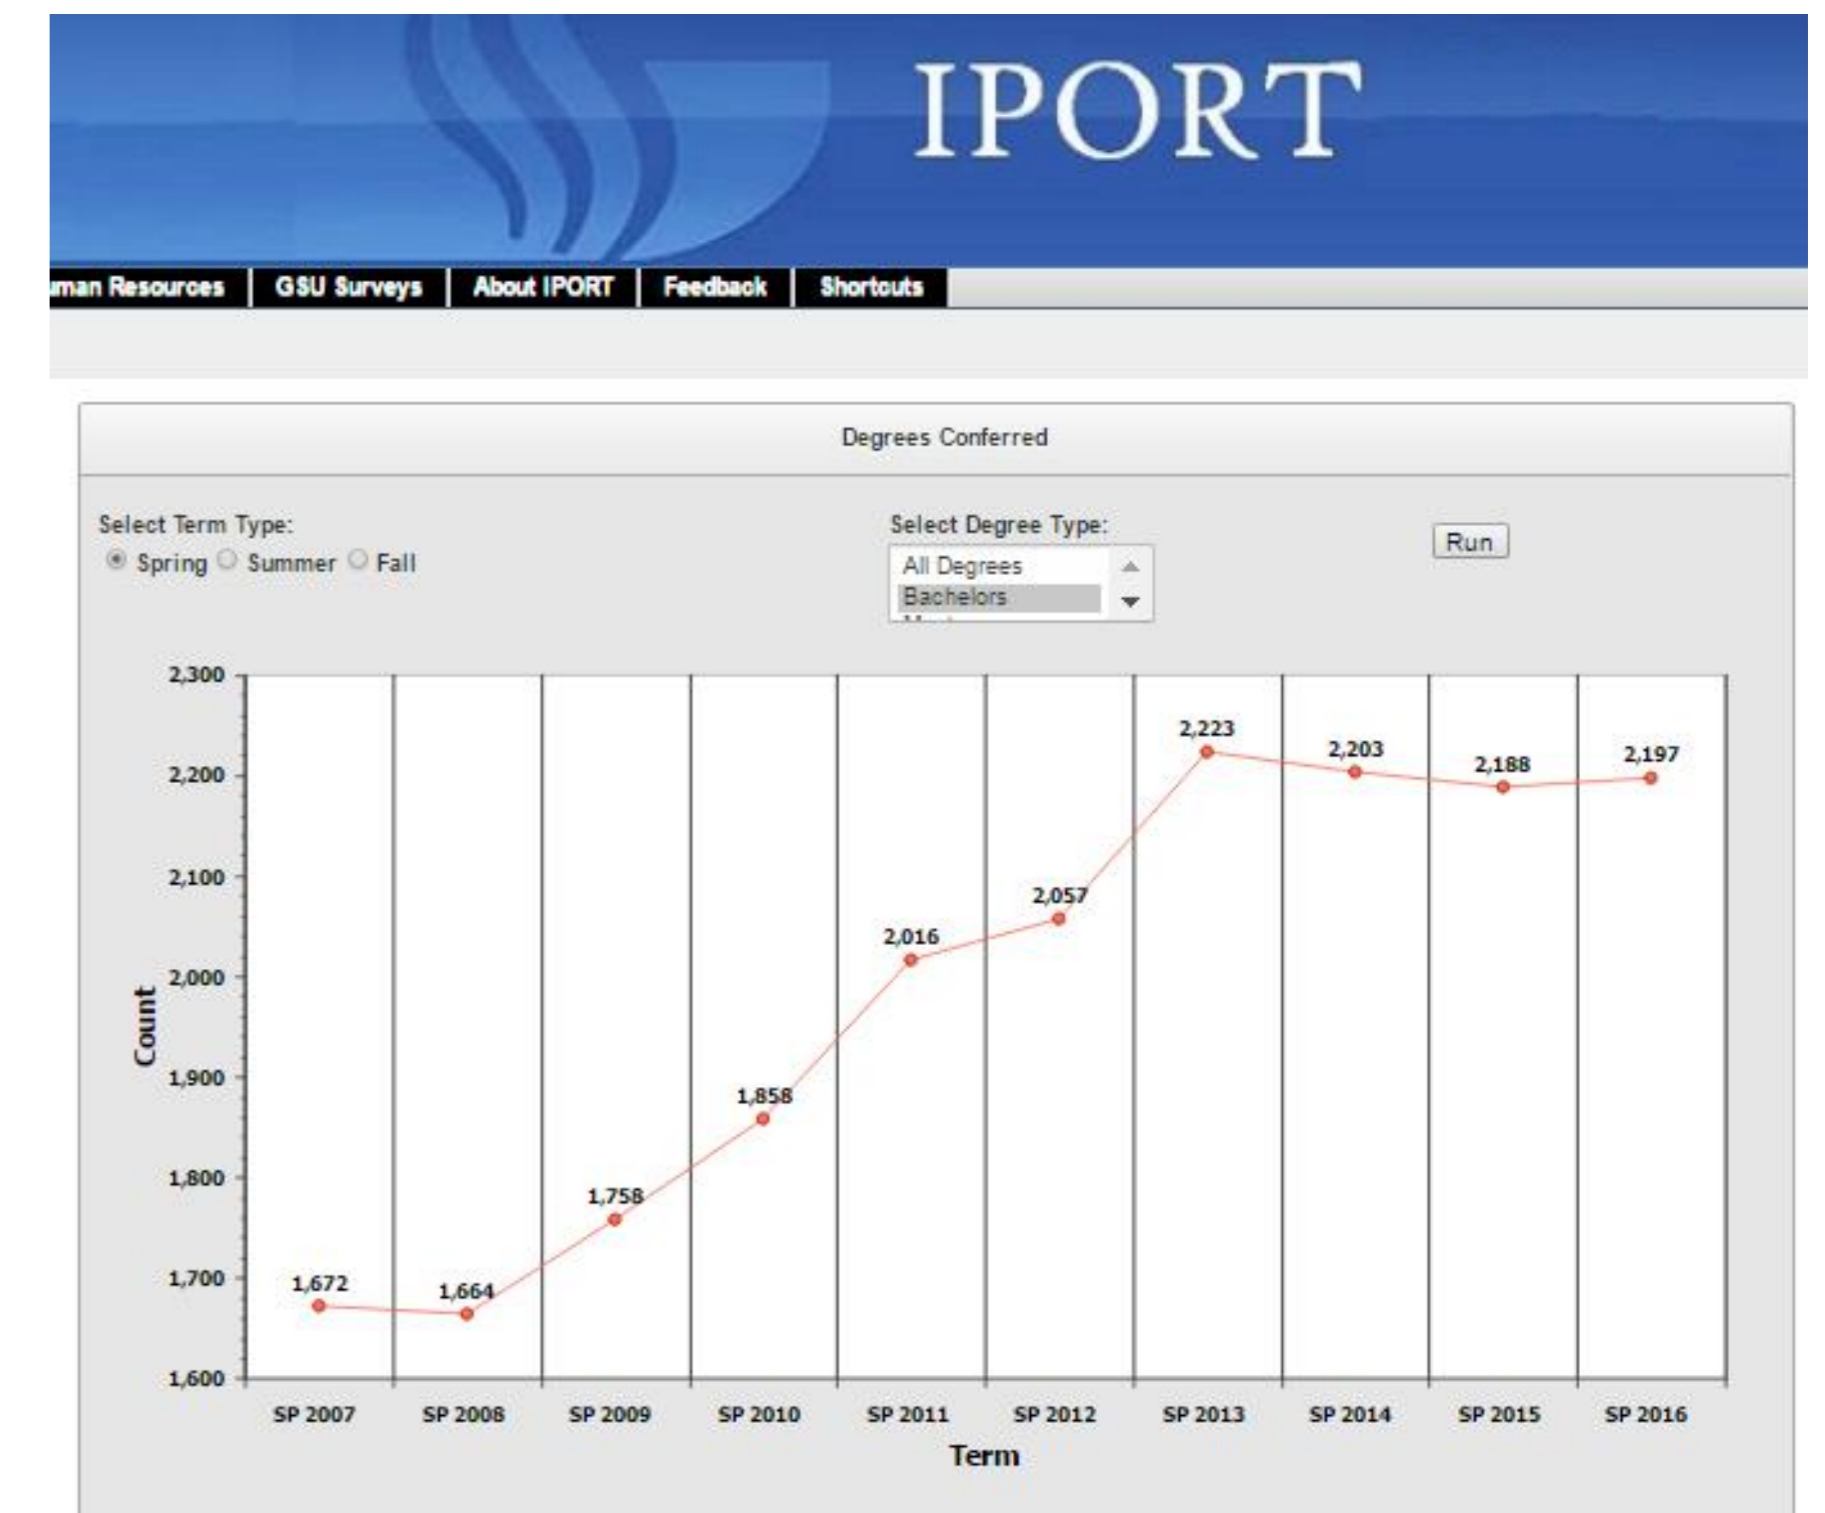 IPORT
uman Resources GSU Surveys About IPORT Feedback Shortcuts
Degrees Conferred
Select Term Type:
Spring Summer Fall
Select Degree Type:
All Degrees
Bachelors
Run
2,300
2,200
2,100
2,000
1,900
1,800
1,700
1,600
Count
1,672
1,664
1,758
1,858
2,016
2,057
2,223
2,203
2,188
2,197
SP 2007 SP 2008 SP 2009 SP 2010 SP 2011 SP 2012 SP 2013 SP 2014 SP 2015 SP 2016
Term